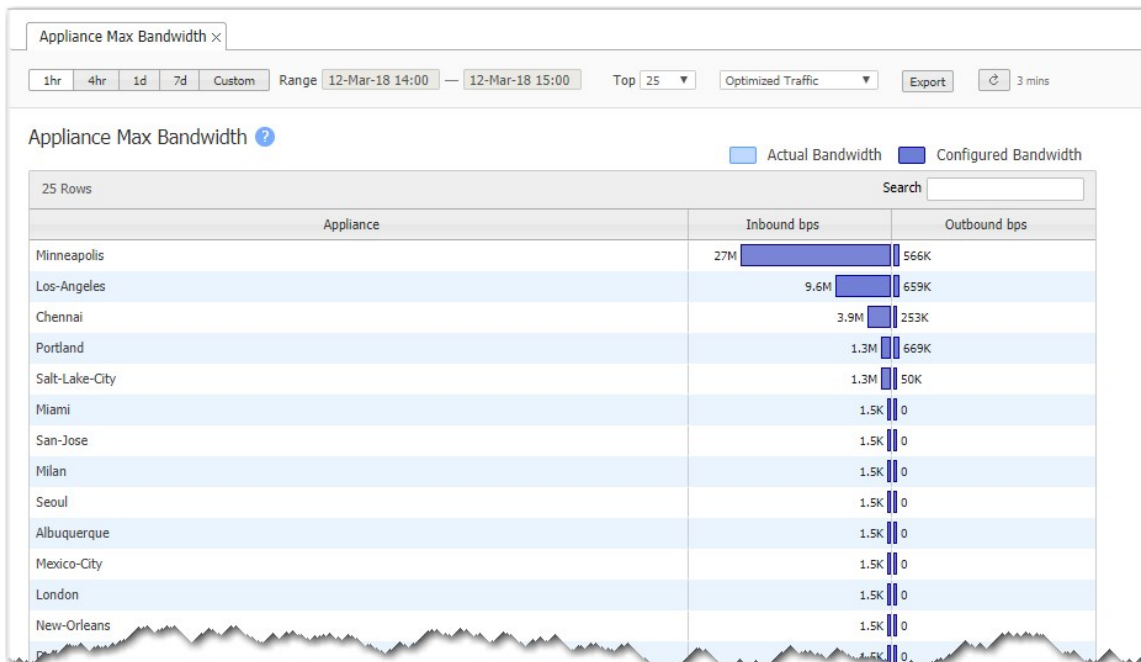 Appliance Max Bandwidth ×
1hr 4hr 1d 7d Custom Range 12-Mar-18 14:00 — 12-Mar-18 15:00 Top 25 Optimized Traffic Export 3 mins
Appliance Max Bandwidth ?
Actual Bandwidth Configured Bandwidth
25 Rows Search
Appliance Inbound bps Outbound bps
Minneapolis 27M 566K
Los-Angeles 9.6M 659K
Chennai 3.9M 253K
Portland 1.3M 669K
Salt-Lake-City 1.3M 50K
Miami 1.5K 0
San-Jose 1.5K 0
Milan 1.5K 0
Seoul 1.5K 0
Albuquerque 1.5K 0
Mexico-City 1.5K 0
London 1.5K 0
New-Orleans 1.5K 0
0